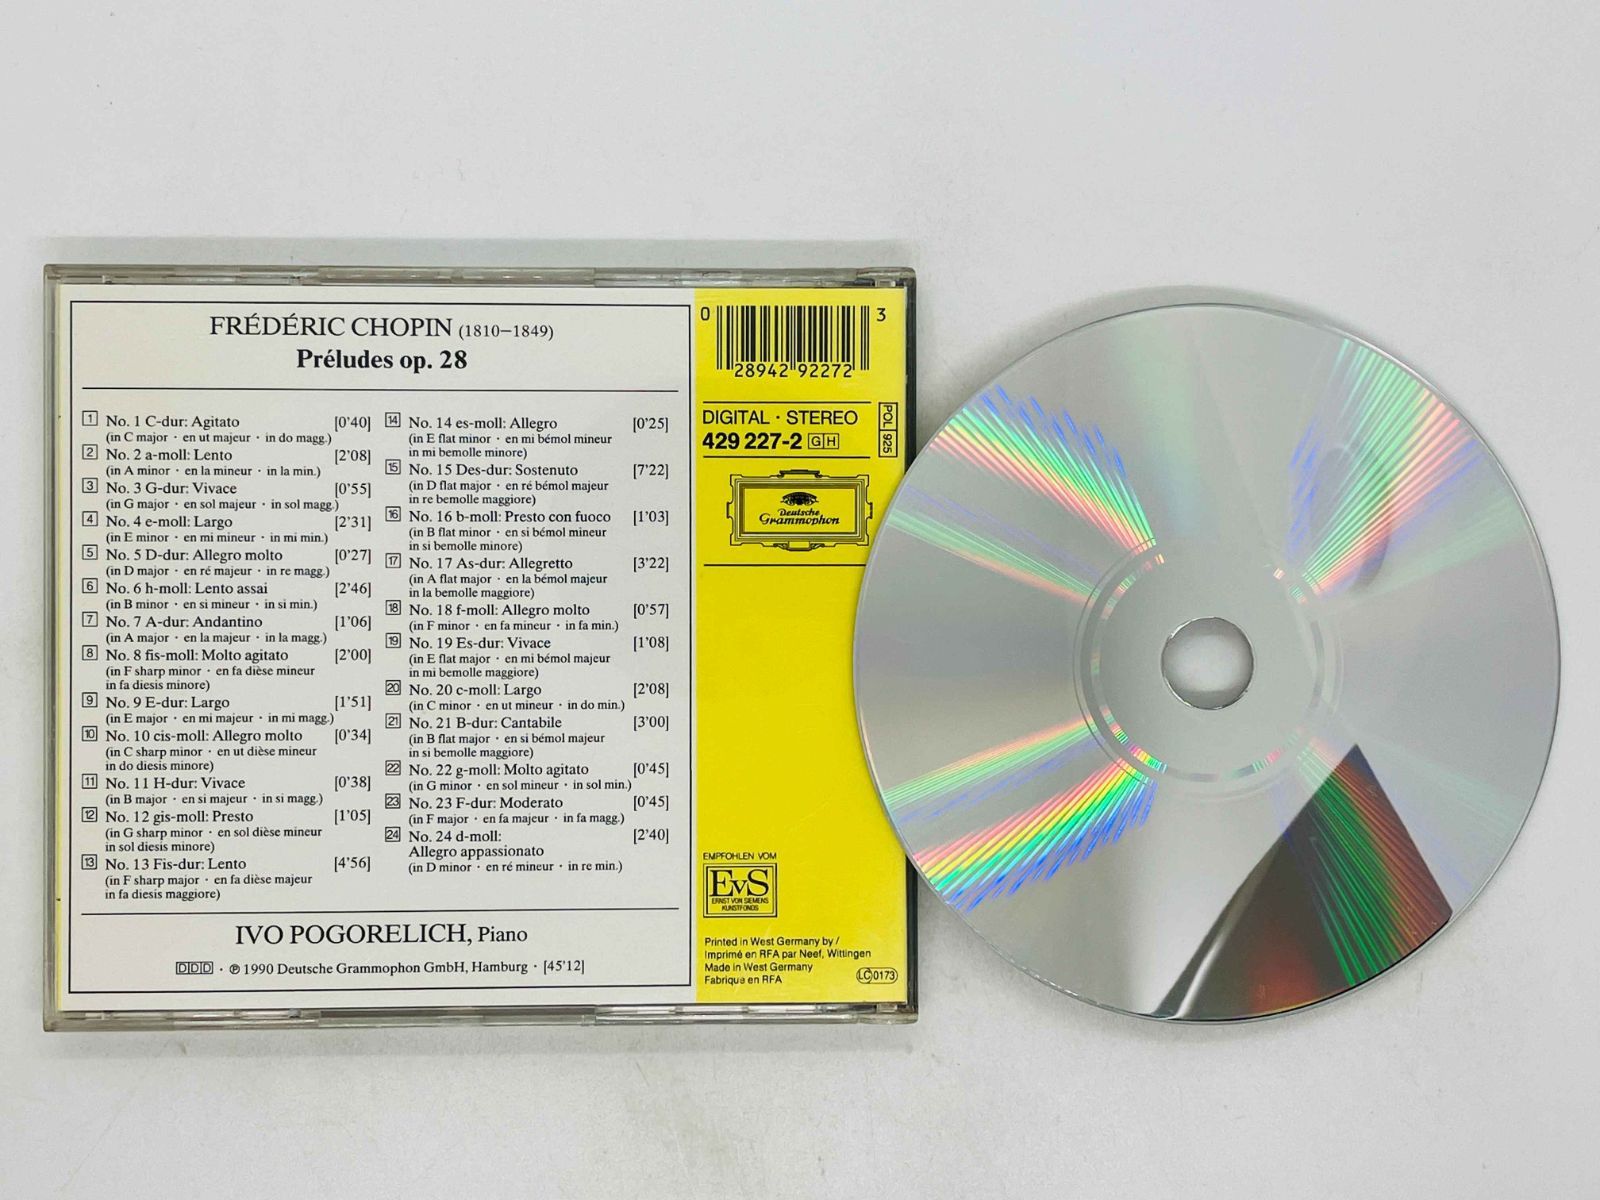 FRÉDÉRIC CHOPIN (1810–1849)
Préludes op. 28
1 No. 1 C-dur: Agitato [0'40]
(in C major · en ut majeur · in do magg.)
2 No. 2 a-moll: Lento [2'08]
(in A minor · en la mineur · in la min.)
3 No. 3 G-dur: Vivace [0'55]
(in G major · en sol majeur · in sol magg.)
4 No. 4 e-moll: Largo [2'31]
(in E minor · en mi mineur · in mi min.)
5 No. 5 D-dur: Allegro molto [0'27]
(in D major · en ré majeur · in re magg.)
6 No. 6 h-moll: Lento assai [2'46]
(in B minor · en si mineur · in si min.)
7 No. 7 A-dur: Andantino [1'06]
(in A major · en la majeur · in la magg.)
8 No. 8 fis-moll: Molto agitato [2'00]
(in F sharp minor · en fa dièse mineur
in fa diesis minore)
9 No. 9 E-dur: Largo [1'51]
(in E major · en mi majeur · in mi magg.)
10 No. 10 cis-moll: Allegro molto [0'34]
(in C sharp minor · en ut dièse mineur
in do diesis minore)
11 No. 11 H-dur: Vivace [0'38]
(in B major · en si majeur · in si magg.)
12 No. 12 gis-moll: Presto [1'05]
(in G sharp minor · en sol dièse mineur
in sol diesis minore)
13 No. 13 Fis-dur: Lento [4'56]
(in F sharp major · en fa dièse majeur
in fa diesis maggiore)
14 No. 14 es-moll: Allegro [0'25]
(in E flat minor · en mi bémol mineur
in mi bemolle minore)
15 No. 15 Des-dur: Sostenuto [7'22]
(in D flat major · en ré bémol majeur
in re bemolle maggiore)
16 No. 16 b-moll: Presto con fuoco [1'03]
(in B flat minor · en si bémol mineur
in si bemolle minore)
17 No. 17 As-dur: Allegretto [3'22]
(in A flat major · en la bémol majeur
in la bemolle maggiore)
18 No. 18 f-moll: Allegro molto [0'57]
(in F minor · en fa mineur · in fa min.)
19 No. 19 Es-dur: Vivace [1'08]
(in E flat major · en mi bémol majeur
in mi bemolle maggiore)
20 No. 20 c-moll: Largo [2'08]
(in C minor · en ut mineur · in do min.)
21 No. 21 B-dur: Cantabile [3'00]
(in B flat major · en si bémol majeur
in si bemolle maggiore)
22 No. 22 g-moll: Molto agitato [0'45]
(in G minor · en sol mineur · in sol min.)
23 No. 23 F-dur: Moderato [0'45]
(in F major · en fa majeur · in fa magg.)
24 No. 24 d-moll: [2'40]
Allegro appassionato
(in D minor · en ré mineur · in re min.)
IVO POGORELICH, Piano
DDD · ℗ 1990 Deutsche Grammophon GmbH, Hamburg · [45'12]
0 28942 92272 3
DIGITAL · STEREO
429 227-2 GH
POL 925
Deutsche
Grammophon
EMPFOHLEN VOM
EvS
ERNST VON SIEMENS
KUNSTFONDS
Printed in West Germany by /
Imprimé en RFA par Neef, Wittingen
Made in West Germany
Fabriqué en RFA
LC 0173